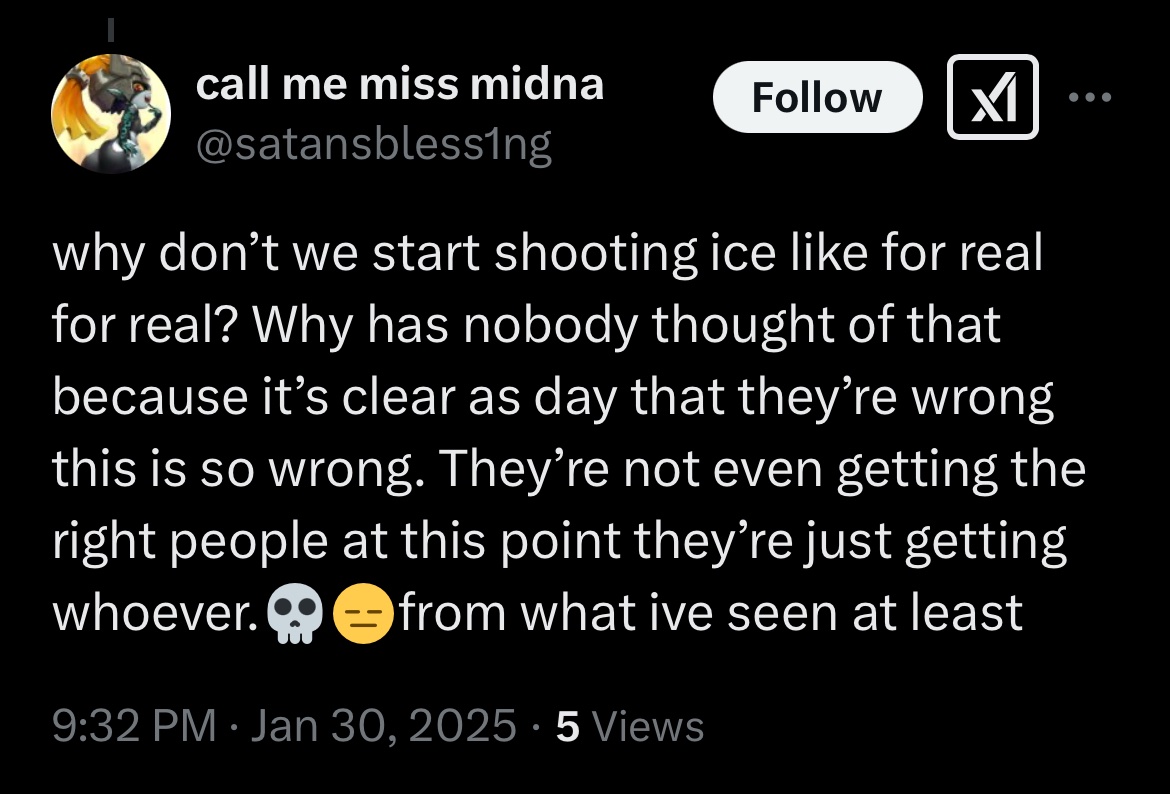 call me miss midna
Follow
@satansbless1ng
why don’t we start shooting ice like for real
for real? Why has nobody thought of that
because it’s clear as day that they’re wrong
this is so wrong. They’re not even getting the
right people at this point they’re just getting
whoever.💀😑from what ive seen at least
9:32 PM · Jan 30, 2025 · 5 Views